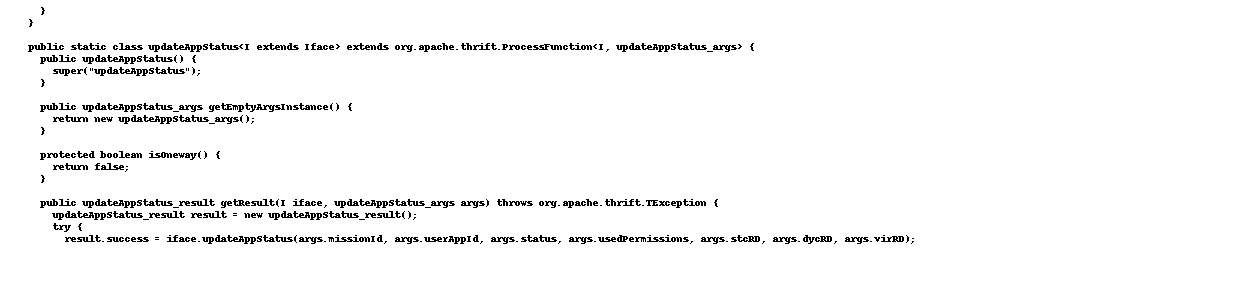 }
}
public static class updateAppStatus<I extends Iface> extends org.apache.thrift.ProcessFunction<I, updateAppStatus_args> {
public updateAppStatus() {
super("updateAppStatus");
}
public updateAppStatus_args getEmptyArgsInstance() {
return new updateAppStatus_args();
}
protected boolean isOneway() {
return false;
}
public updateAppStatus_result getResult(I iface, updateAppStatus_args args) throws org.apache.thrift.TException {
updateAppStatus_result result = new updateAppStatus_result();
try {
result.success = iface.updateAppStatus(args.missionId, args.userAppId, args.status, args.usedPermissions, args.stcRD, args.dycRD, args.virRD);